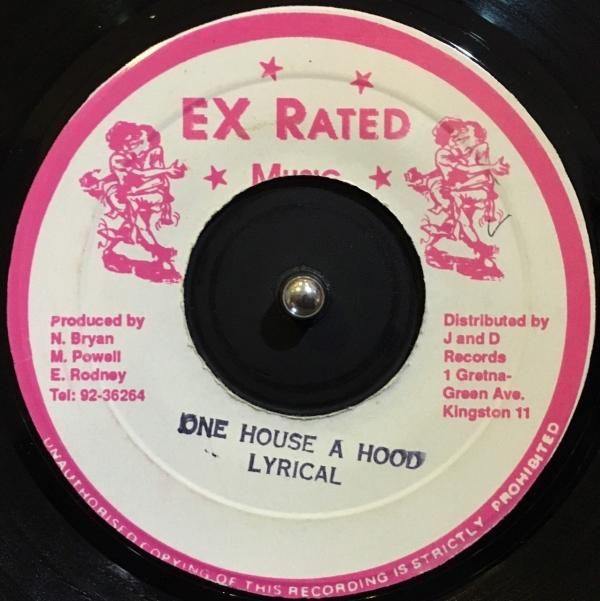 EX RATED
MUSIC
Produced by
N. Bryan
M. Powell
E. Rodney
Tel: 92-36264
Distributed by
J and D
Records
1 Gretna-
Green Ave.
Kingston 11
ONE HOUSE A HOOD
LYRICAL
UNAUTHORISED COPYING OF THIS RECORDING IS STRICTLY PROHIBITED